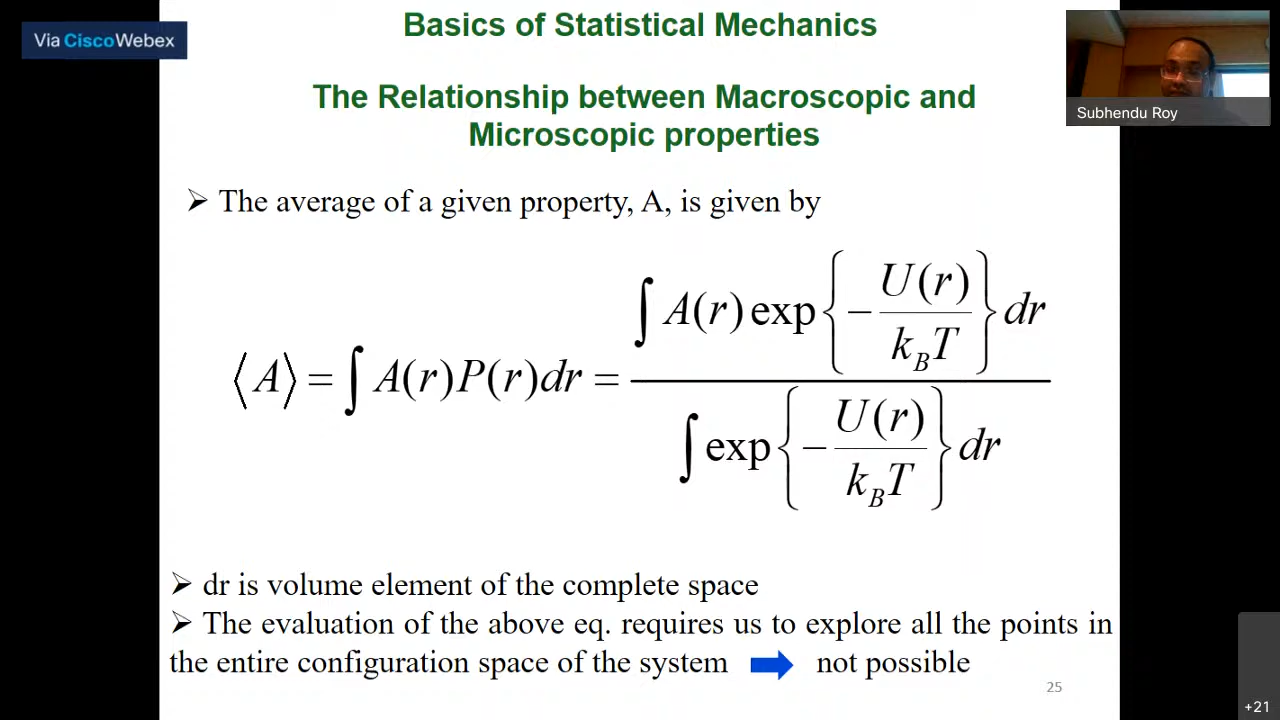 Basics of Statistical Mechanics
Via CiscoWebex
Subhendu Roy
The Relationship between Macroscopic and
Microscopic properties
➢ The average of a given property, A, is given by
⟨A⟩ = ∫ A(r)P(r)dr = ∫ A(r) exp{ − U(r) / k_B T } dr / ∫ exp{ − U(r) / k_B T } dr
➢ dr is volume element of the complete space
➢ The evaluation of the above eq. requires us to explore all the points in
the entire configuration space of the system ➡ not possible
25
+21